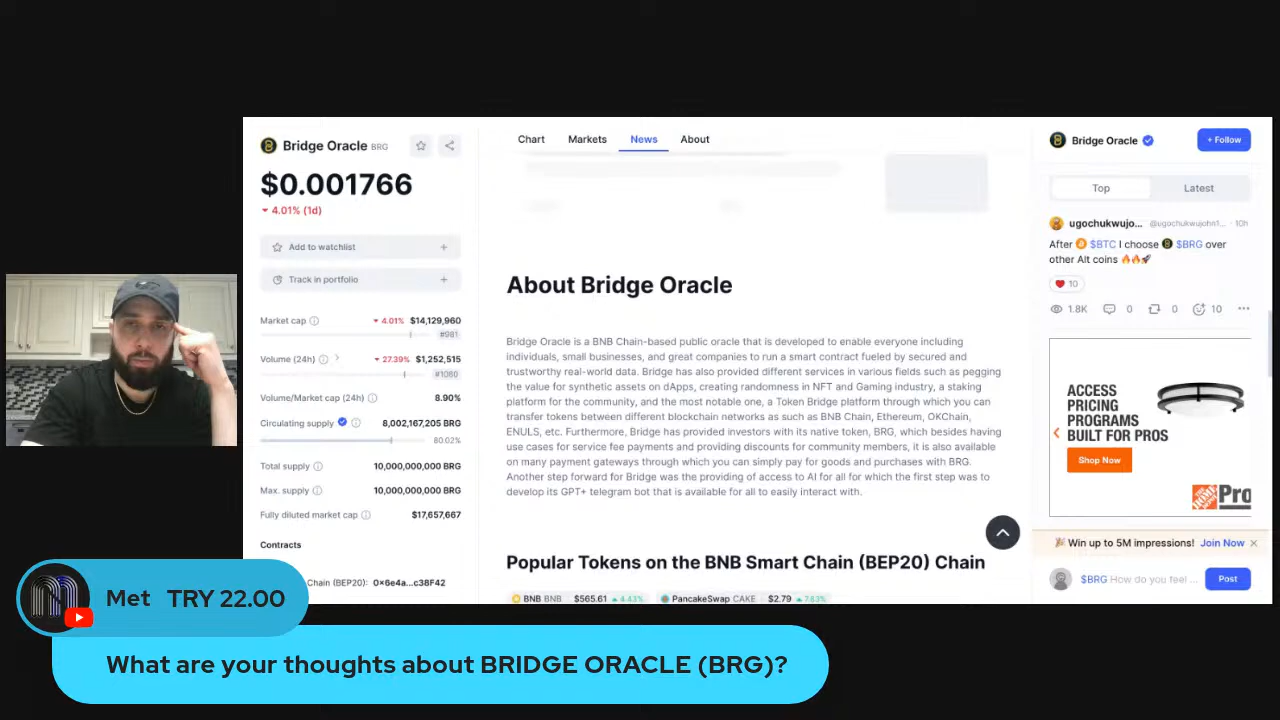 Bridge Oracle BRG
$0.001766
4.01% (1d)
Add to watchlist
Track in portfolio
Market cap 4.01% $14,129,960
#981
Volume (24h) 27.39% $1,252,515
#1080
Volume/Market cap (24h) 8.90%
Circulating supply 8,002,167,205 BRG
80.02%
Total supply 10,000,000,000 BRG
Max. supply 10,000,000,000 BRG
Fully diluted market cap $17,657,667
Contracts
Chain (BEP20): 0x6e4a...c38F42
Chart Markets News About
About Bridge Oracle
Bridge Oracle is a BNB Chain-based public oracle that is developed to enable everyone including
individuals, small businesses, and great companies to run a smart contract fueled by secured and
trustworthy real-world data. Bridge has also provided different services in various fields such as pegging
the value for synthetic assets on dApps, creating randomness in NFT and Gaming industry, a staking
platform for the community, and the most notable one, a Token Bridge platform through which you can
transfer tokens between different blockchain networks as such as BNB Chain, Ethereum, OKChain,
ENULS, etc. Furthermore, Bridge has provided investors with its native token, BRG, which besides having
use cases for service fee payments and providing discounts for community members, it is also available
on many payment gateways through which you can simply pay for goods and purchases with BRG.
Another step forward for Bridge was the providing of access to AI for all for which the first step was to
develop its GPT+ telegram bot that is available for all to easily interact with.
Popular Tokens on the BNB Smart Chain (BEP20) Chain
BNB BNB $565.61 4.43% PancakeSwap CAKE $2.79 7.63%
Bridge Oracle + Follow
Top Latest
ugochukwujo... @ugochukwujohn1... · 10h
After $BTC I choose $BRG over
other Alt coins
10
1.8K 0 0 10
ACCESS
PRICING
PROGRAMS
BUILT FOR PROS
Shop Now
Pro
Win up to 5M impressions! Join Now
$BRG How do you feel ... Post
Met TRY 22.00
What are your thoughts about BRIDGE ORACLE (BRG)?